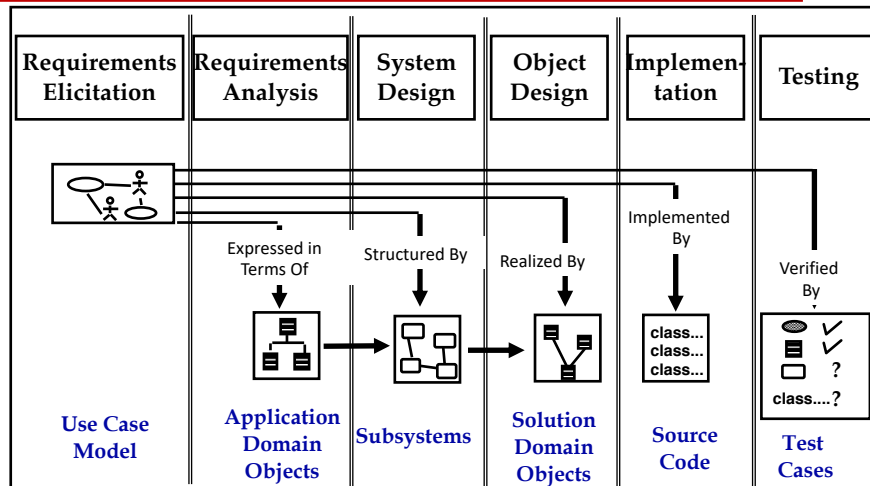 Requirements
Elicitation
Requirements
Analysis
System
Design
Object
Design
Implemen-
tation
Testing
Expressed in
Terms Of
Structured By
Realized By
Implemented
By
Verified
By
class...
class...
class...
?
class....?
Use Case
Model
Application
Domain
Objects
Subsystems
Solution
Domain
Objects
Source
Code
Test
Cases